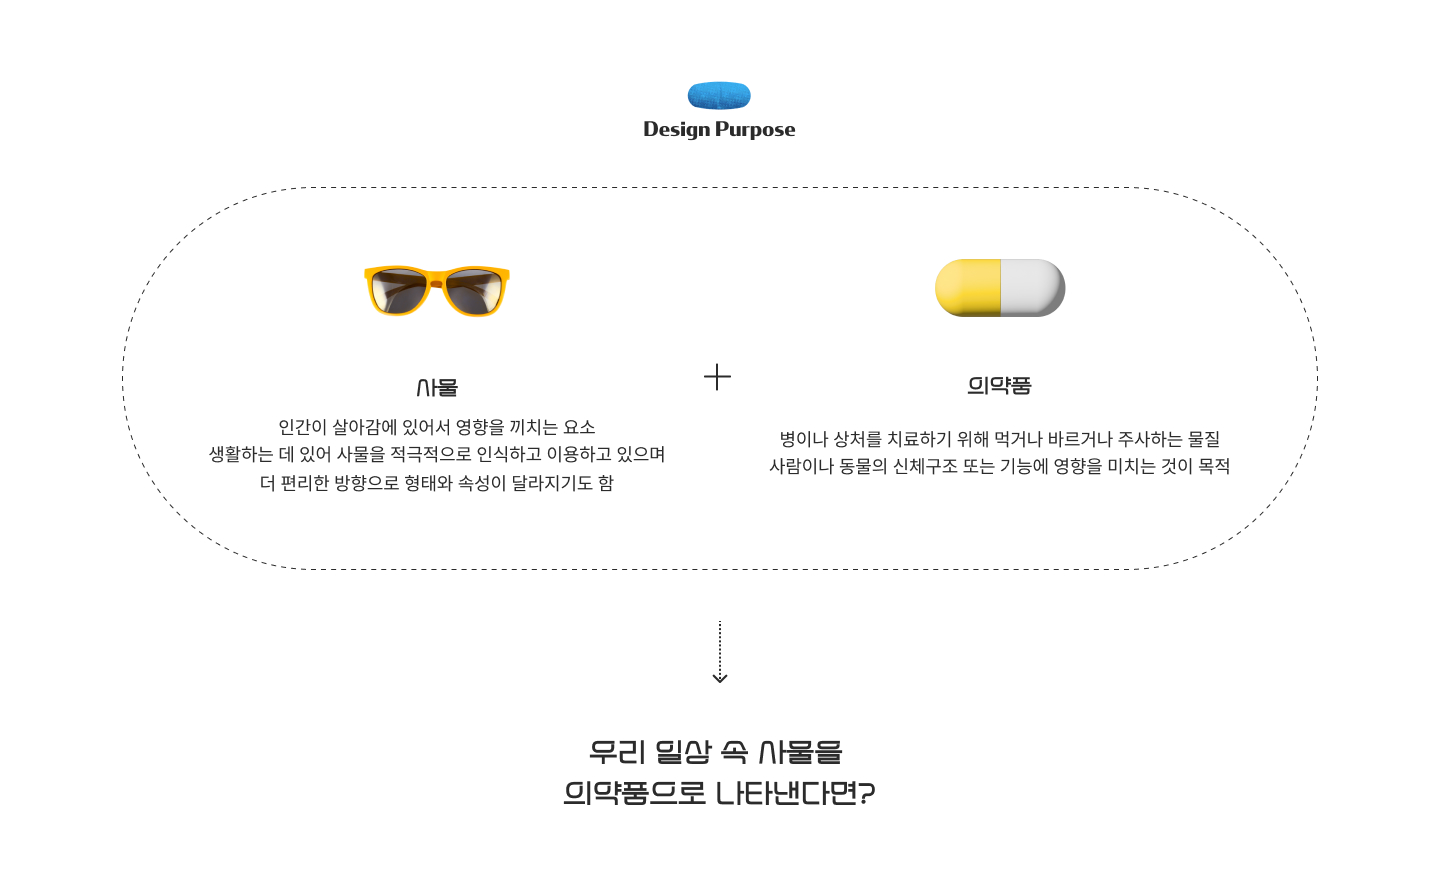 Design Purpose
사물
인간이 살아감에 있어서 영향을 끼치는 요소
생활하는 데 있어 사물을 적극적으로 인식하고 이용하고 있으며
더 편리한 방향으로 형태와 속성이 달라지기도 함
+
의약품
병이나 상처를 치료하기 위해 먹거나 바르거나 주사하는 물질
사람이나 동물의 신체구조 또는 기능에 영향을 미치는 것이 목적
우리 일상 속 사물을
의약품으로 나타낸다면?